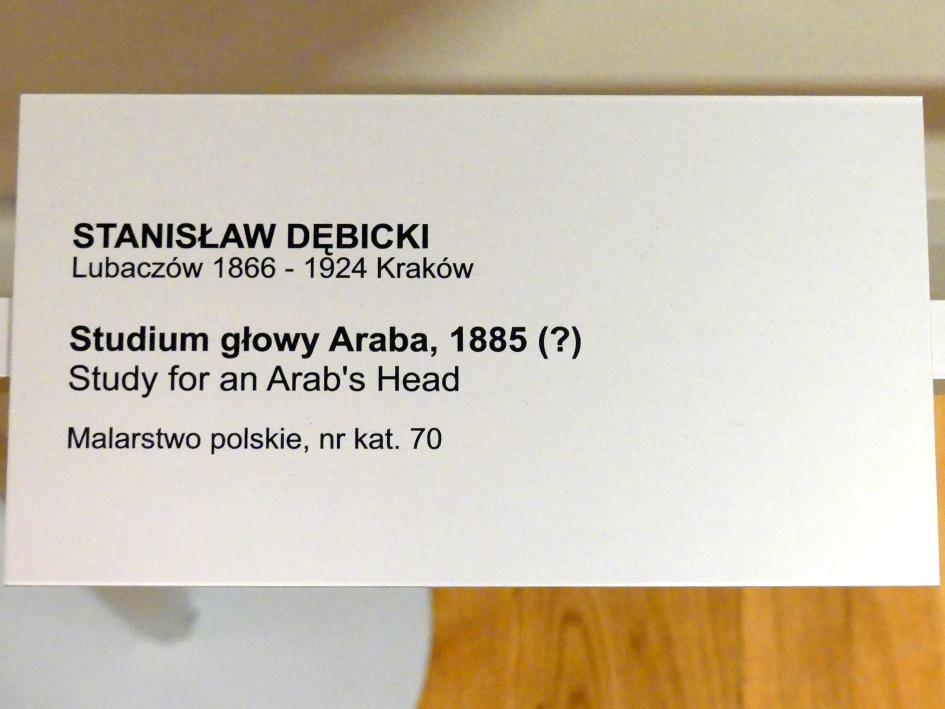 STANISŁAW DĘBICKI
Lubaczów 1866 - 1924 Kraków
Studium głowy Araba, 1885 (?)
Study for an Arab's Head
Malarstwo polskie, nr kat. 70